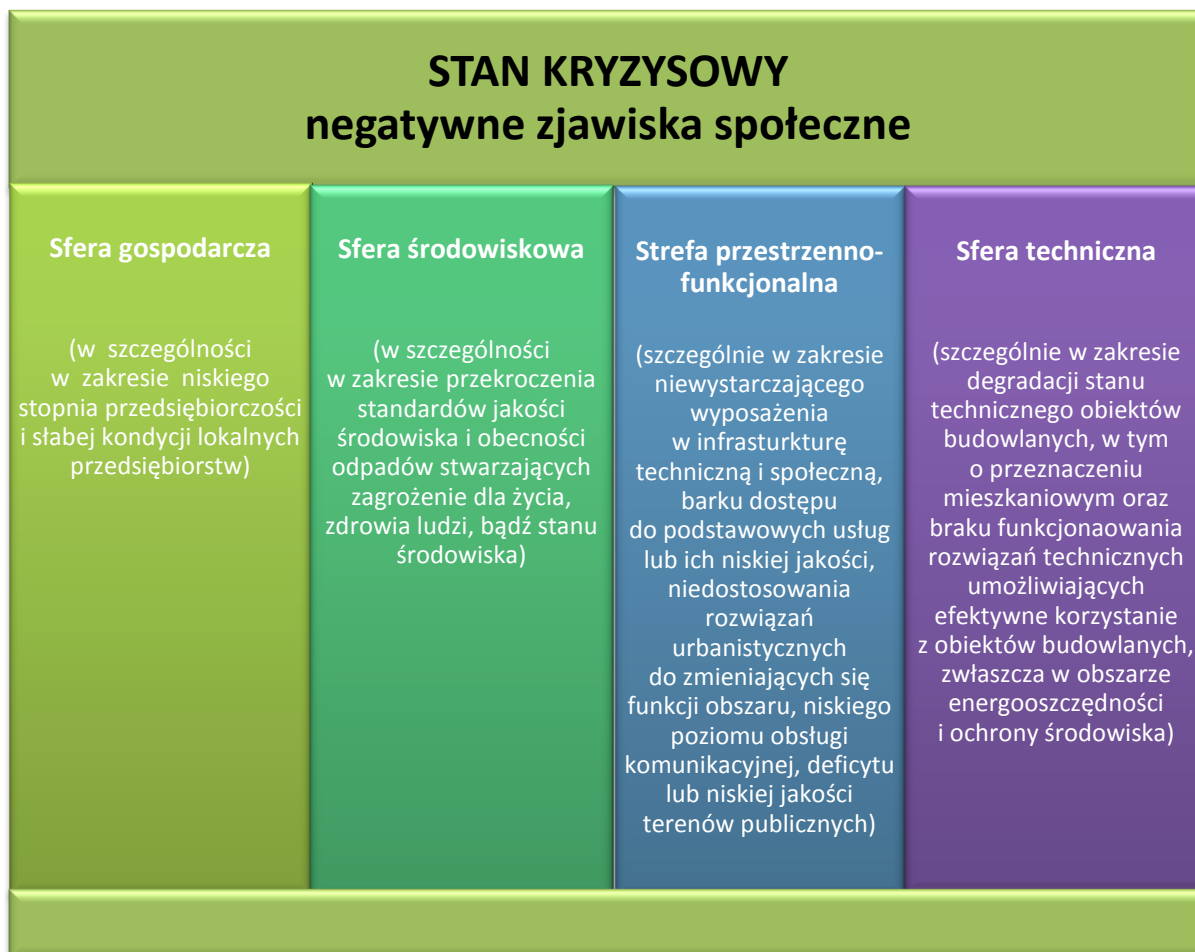 STAN KRYZYSOWY
negatywne zjawiska społeczne
Sfera gospodarcza
(w szczególności
w zakresie niskiego
stopnia przedsiębiorczości
i słabej kondycji lokalnych
przedsiębiorstw)
Sfera środowiskowa
(w szczególności
w zakresie przekroczenia
standardów jakości
środowiska i obecności
odpadów stwarzających
zagrożenie dla życia,
zdrowia ludzi, bądź stanu
środowiska)
Strefa przestrzenno-
funkcjonalna
(szczególnie w zakresie
niewystarczającego
wyposażenia
w infrasturkturę
techniczną i społeczną,
barku dostępu
do podstawowych usług
lub ich niskiej jakości,
niedostosowania
rozwiązań
urbanistycznych
do zmieniających się
funkcji obszaru, niskiego
poziomu obsługi
komunikacyjnej, deficytu
lub niskiej jakości
terenów publicznych)
Sfera techniczna
(szczególnie w zakresie
degradacji stanu
technicznego obiektów
budowlanych, w tym
o przeznaczeniu
mieszkaniowym oraz
braku funkcjonaowania
rozwiązań technicznych
umożliwiających
efektywne korzystanie
z obiektów budowlanych,
zwłaszcza w obszarze
energooszczędności
i ochrony środowiska)